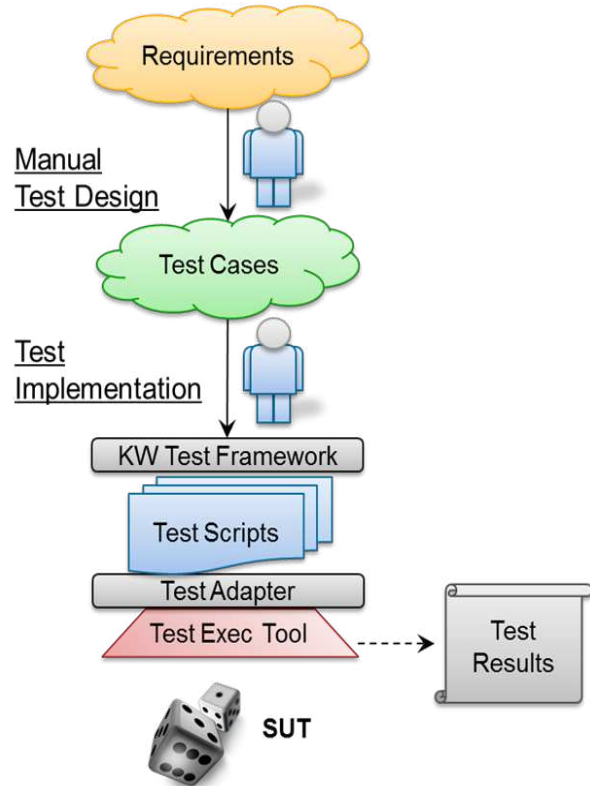 Requirements
Manual
Test Design
Test Cases
Test
Implementation
KW Test Framework
Test Scripts
Test Adapter
Test Exec Tool
Test
Results
SUT